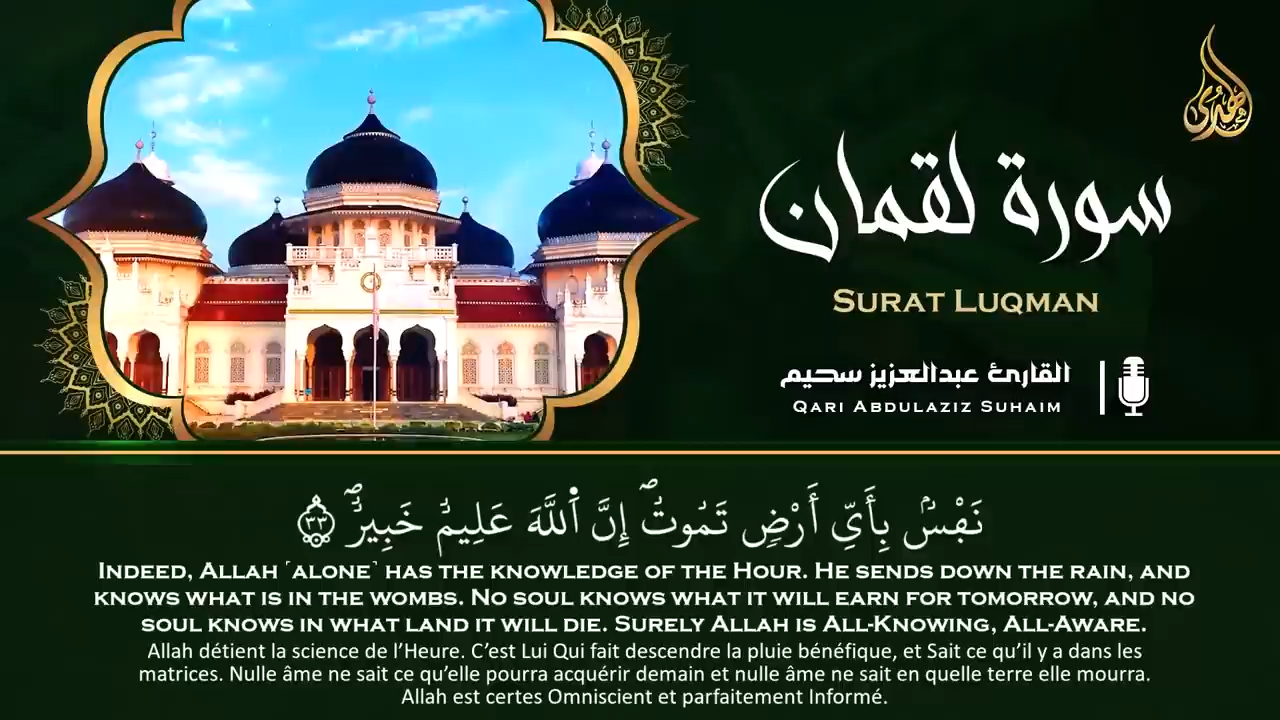 الهدى
سورة لقمان
SURAT LUQMAN
القارئ عبدالعزيز سحيم
QARI ABDULAZIZ SUHAIM
نَفْسٌۢ بِأَيِّ أَرْضٍ تَمُوتُۚ إِنَّ ٱللَّهَ عَلِيمٌ خَبِيرٌۢ ٣٣
INDEED, ALLAH ˹ALONE˺ HAS THE KNOWLEDGE OF THE HOUR. HE SENDS DOWN THE RAIN, AND
KNOWS WHAT IS IN THE WOMBS. NO SOUL KNOWS WHAT IT WILL EARN FOR TOMORROW, AND NO
SOUL KNOWS IN WHAT LAND IT WILL DIE. SURELY ALLAH IS ALL-KNOWING, ALL-AWARE.
Allah détient la science de l’Heure. C’est Lui Qui fait descendre la pluie bénéfique, et Sait ce qu’il y a dans les
matrices. Nulle âme ne sait ce qu’elle pourra acquérir demain et nulle âme ne sait en quelle terre elle mourra.
Allah est certes Omniscient et parfaitement Informé.